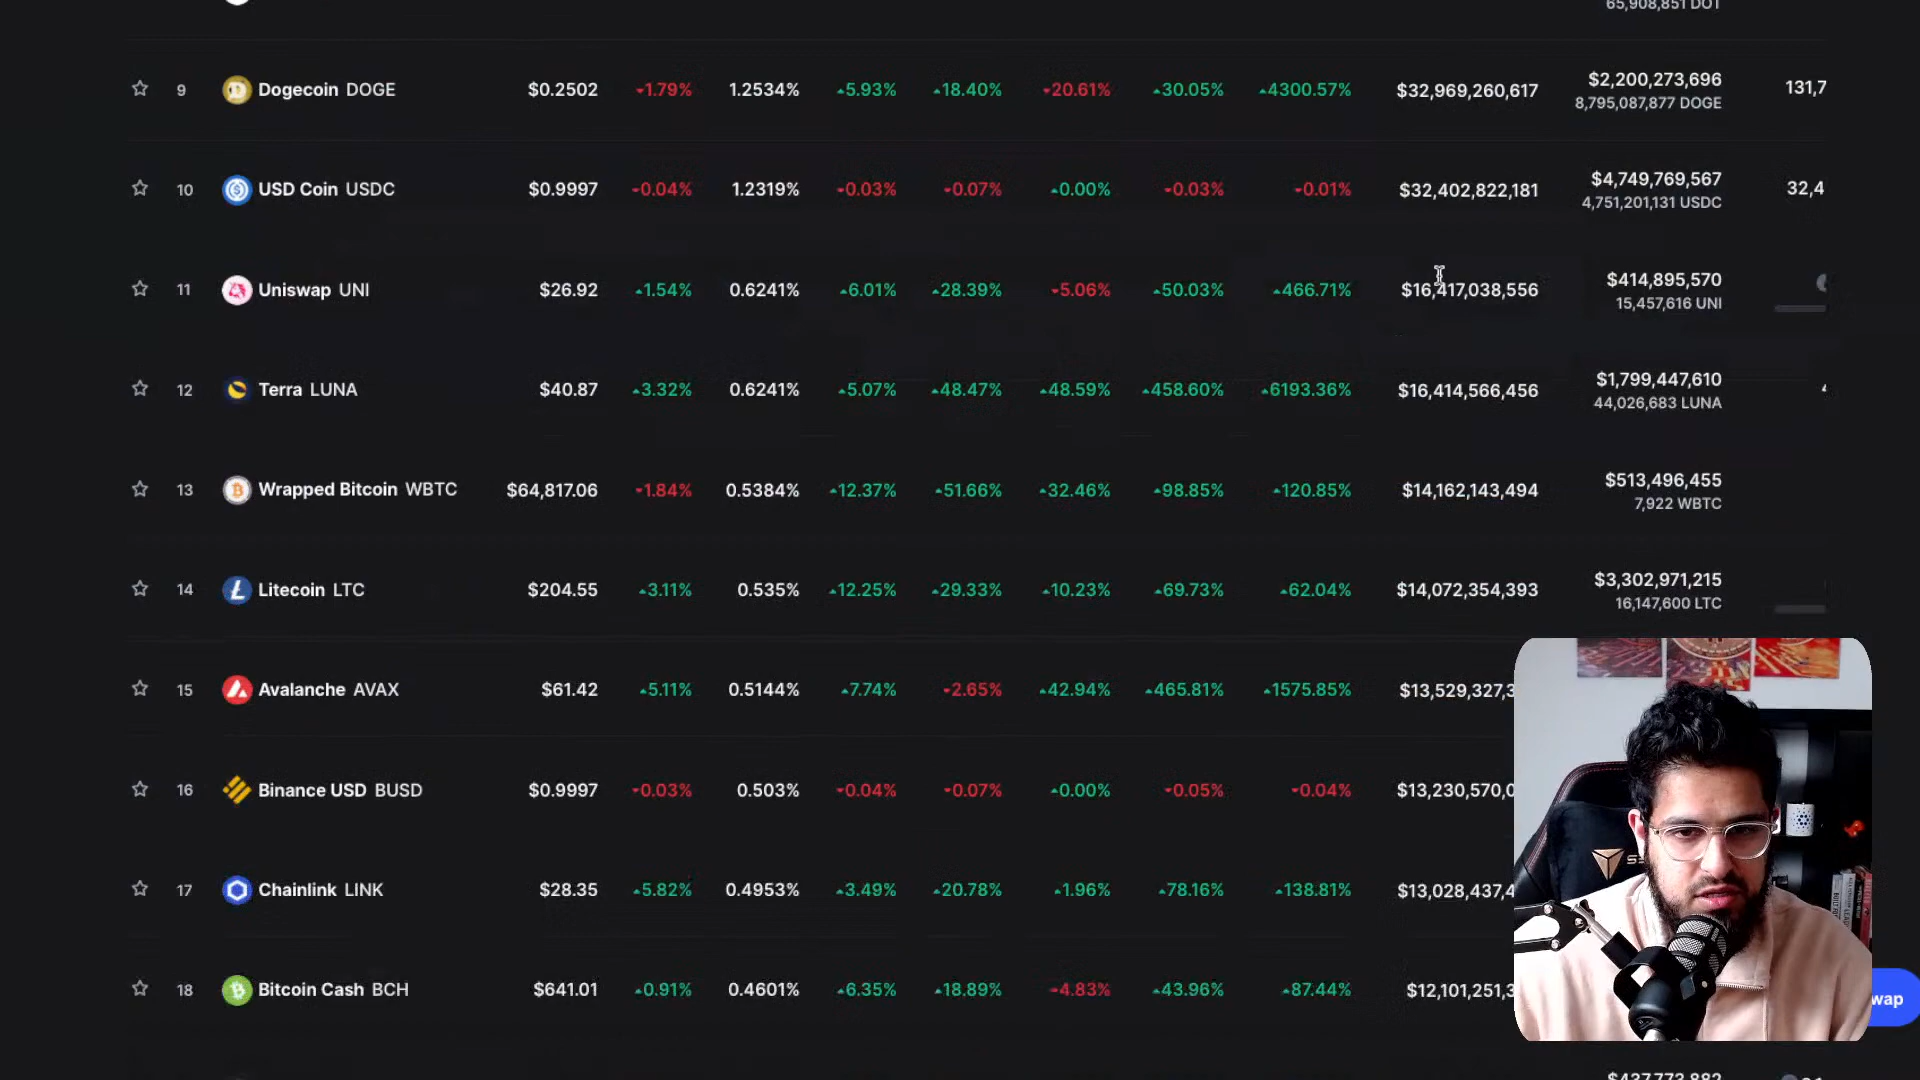 65,908,851 DOT
9 Dogecoin DOGE $0.2502 1.79% 1.2534% 5.93% 18.40% 20.61% 30.05% 4300.57% $32,969,260,617 $2,200,273,696 131,7
8,795,087,877 DOGE
10 USD Coin USDC $0.9997 0.04% 1.2319% 0.03% 0.07% 0.00% 0.03% 0.01% $32,402,822,181 $4,749,769,567 32,4
4,751,201,131 USDC
11 Uniswap UNI $26.92 1.54% 0.6241% 6.01% 28.39% 5.06% 50.03% 466.71% $16,417,038,556 $414,895,570
15,457,616 UNI
12 Terra LUNA $40.87 3.32% 0.6241% 5.07% 48.47% 48.59% 458.60% 6193.36% $16,414,566,456 $1,799,447,610
44,026,683 LUNA
13 Wrapped Bitcoin WBTC $64,817.06 1.84% 0.5384% 12.37% 51.66% 32.46% 98.85% 120.85% $14,162,143,494 $513,496,455
7,922 WBTC
14 Litecoin LTC $204.55 3.11% 0.535% 12.25% 29.33% 10.23% 69.73% 62.04% $14,072,354,393 $3,302,971,215
16,147,600 LTC
15 Avalanche AVAX $61.42 5.11% 0.5144% 7.74% 2.65% 42.94% 465.81% 1575.85% $13,529,327,3
16 Binance USD BUSD $0.9997 0.03% 0.503% 0.04% 0.07% 0.00% 0.05% 0.04% $13,230,570,0
17 Chainlink LINK $28.35 5.82% 0.4953% 3.49% 20.78% 1.96% 78.16% 138.81% $13,028,437,4
18 Bitcoin Cash BCH $641.01 0.91% 0.4601% 6.35% 18.89% 4.83% 43.96% 87.44% $12,101,251,3
wap
$437,773,882